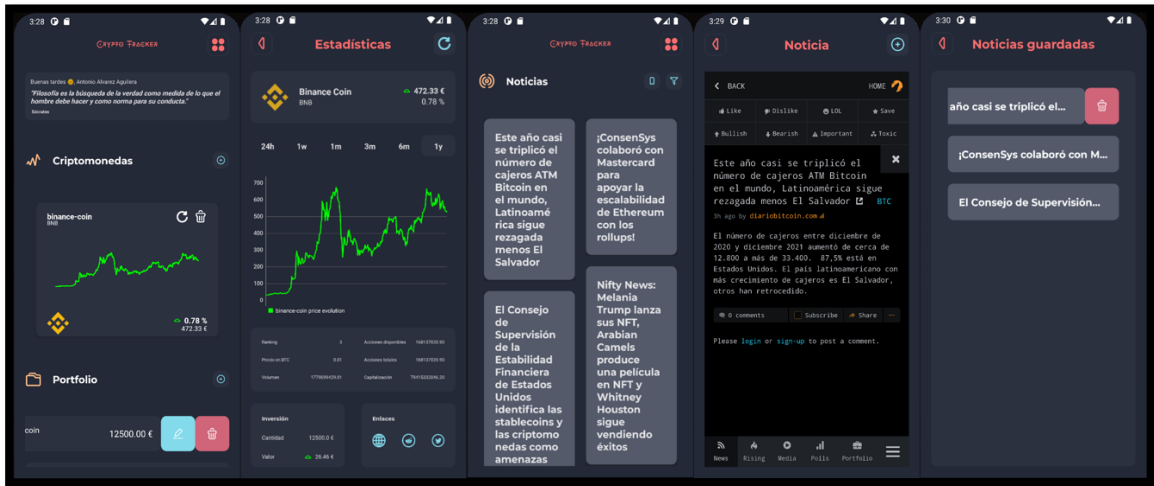 3:28
CRYPTO TRACKER
Buenas tardes 😊, Antonio Alvarez Aguilera
"Filosofía es la búsqueda de la verdad como medida de lo que el
hombre debe hacer y como norma para su conducta."
Sócrates
Criptomonedas
binance-coin
BNB
0.78 %
472.33 €
Portfolio
coin
12500.00 €
3:28
Estadísticas
Binance Coin
BNB
472.33 €
0.78 %
24h 1w 1m 3m 6m 1y
700
600
500
400
300
200
100
0
binance-coin price evolution
Ranking 3 Acciones disponibles 168137035.90
Precio en BTC 0.01 Acciones totales 168137035.90
Volumen Capitalización
Inversión
Cantidad 12500.0 €
Valor 26.46 €
Enlaces
3:28
CRYPTO TRACKER
Noticias
Este año casi
se triplicó el
número de
cajeros ATM
Bitcoin en
el mundo,
Latinoamé
rica sigue
rezagada
menos El
Salvador
¡ConsenSys
colaboró con
Mastercard
para
apoyar la
escalabilidad
de Ethereum
con los
rollups!
El Consejo
de
Supervisión
de la
Estabilidad
Financiera
de Estados
Unidos
identifica las
stablecoins y
las criptomo
nedas como
amenazas
Nifty News:
Melania
Trump lanza
sus NFT,
Arabian
Camels
produce
una película
en NFT y
Whitney
Houston
sigue
vendiendo
éxitos
3:29
Noticia
BACK
HOME
Like Dislike LOL Save
Bullish Bearish Important Toxic
Este año casi se triplicó el
número de cajeros ATM Bitcoin
en el mundo, Latinoamérica sigue
rezagada menos El Salvador BTC
3h ago by diariobitcoin.com
El número de cajeros entre diciembre de
2020 y diciembre 2021 aumentó de cerca de
12.800 a más de 33.400. 87,5% está en
Estados Unidos. El país latinoamericano con
más crecimiento de cajeros es El Salvador,
otros han retrocedido.
0 comments Subscribe Share
Please login or sign-up to post a comment.
News Rising Media Polls Portfolio
3:30
Noticias guardadas
año casi se triplicó el...
¡ConsenSys colaboró con M...
El Consejo de Supervisión...